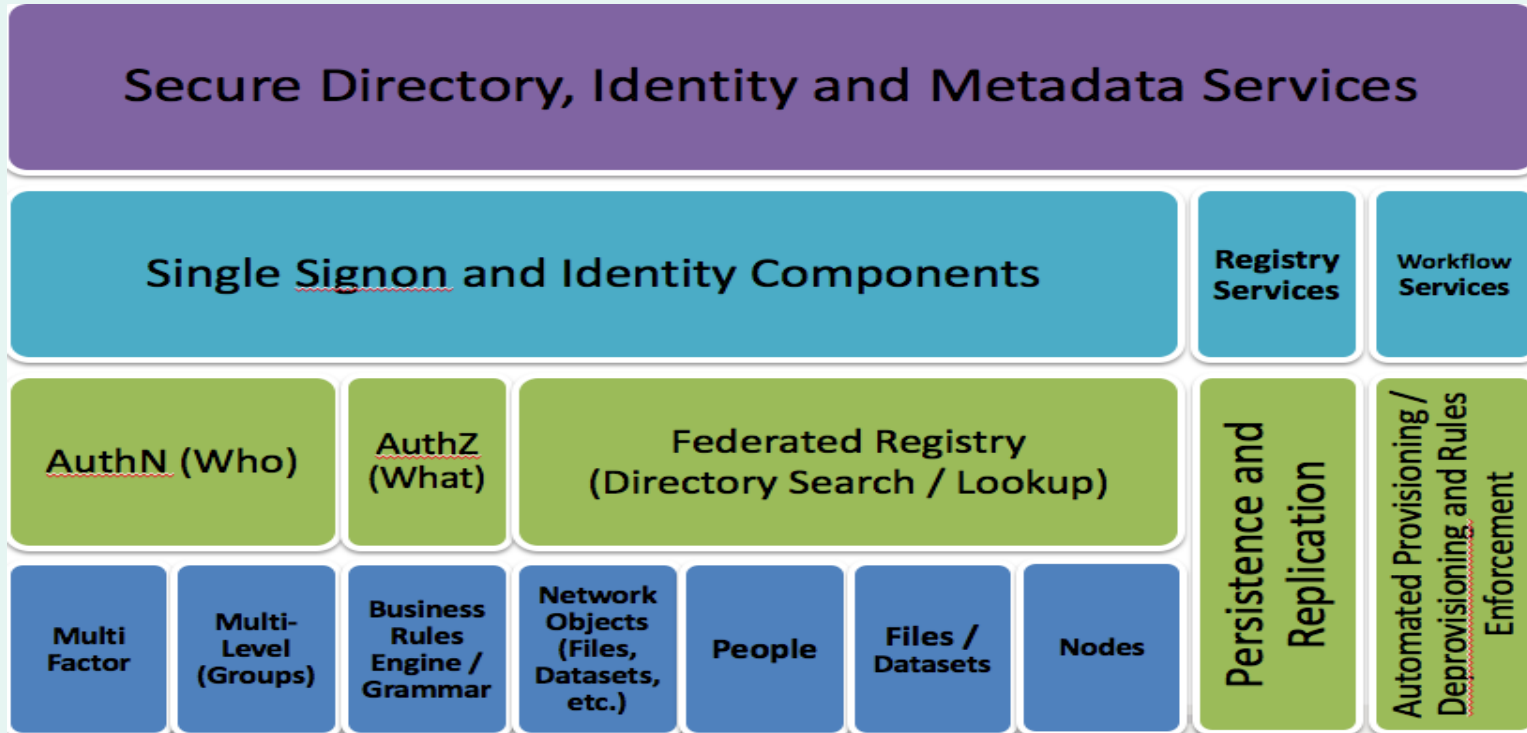 Secure Directory, Identity and Metadata Services
Single Signon and Identity Components
Registry
Services
Workflow
Services
AuthN (Who)
AuthZ
(What)
Federated Registry
(Directory Search / Lookup)
Persistence and
Replication
Automated Provisioning /
Deprovisioning and Rules
Enforcement
Multi
Factor
Multi-
Level
(Groups)
Business
Rules
Engine /
Grammar
Network
Objects
(Files,
Datasets,
etc.)
People
Files /
Datasets
Nodes